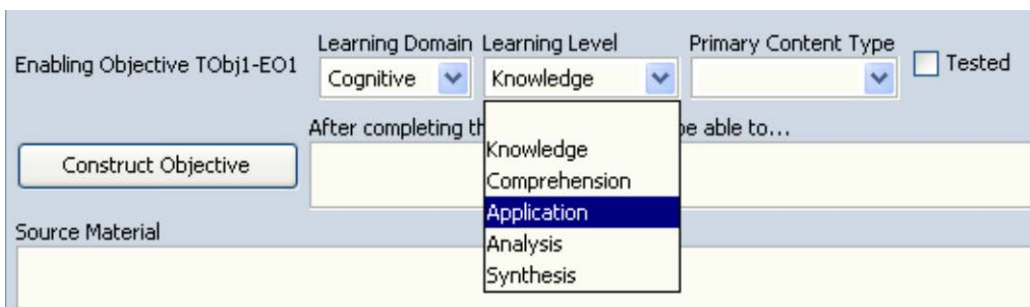 Learning Domain Learning Level Primary Content Type
Enabling Objective TObj1-EO1 Cognitive Knowledge Tested
After completing th be able to...
Construct Objective
Knowledge
Comprehension
Application
Analysis
Synthesis
Source Material